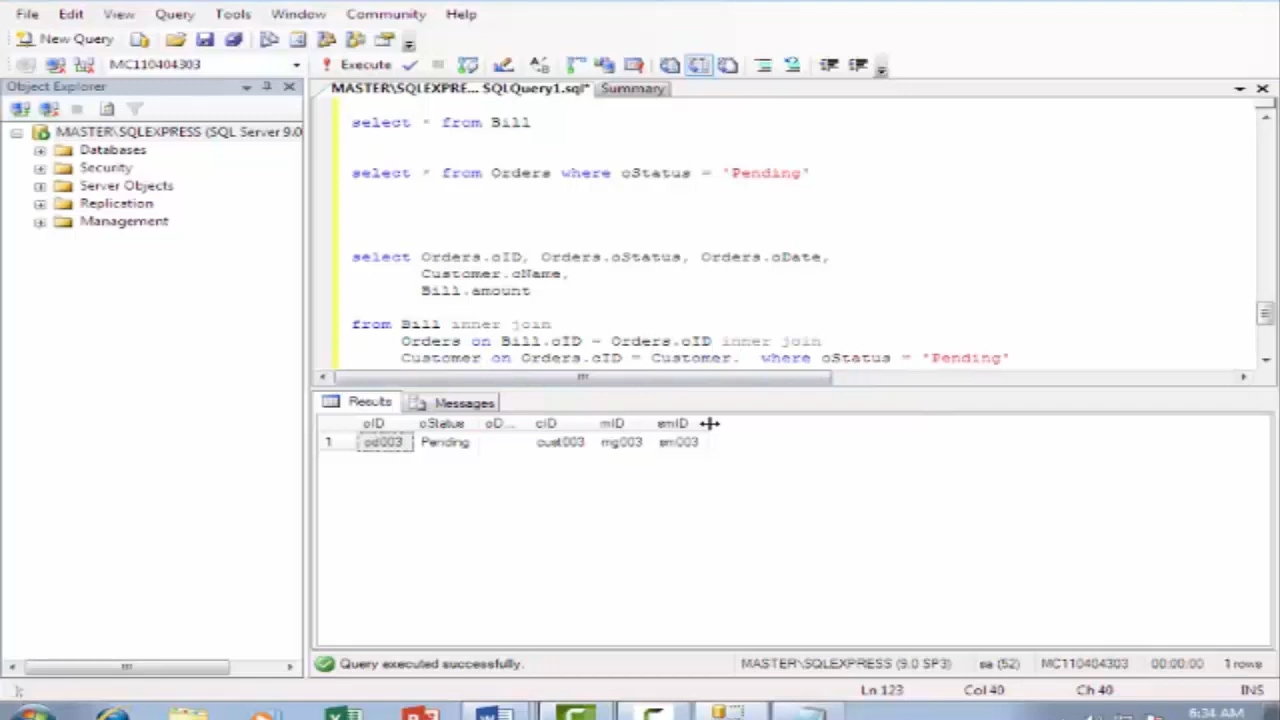 File Edit View Query Tools Window Community Help
New Query
MC110404303 Execute
Object Explorer
MASTER\SQLEXPRESS (SQL Server 9.0
Databases
Security
Server Objects
Replication
Management
MASTER\SQLEXPRE... SQLQuery1.sql* Summary
select * from Bill
select * from Orders where oStatus = 'Pending'
select Orders.oID, Orders.oStatus, Orders.oDate,
Customer.cName,
Bill.amount
from Bill inner join
Orders on Bill.oID = Orders.oID inner join
Customer on Orders.cID = Customer. where oStatus = 'Pending'
Results Messages
oID oStatus oD... cID mID smID
1 od003 Pending cust003 mg003 sm003
Query executed successfully. MASTER\SQLEXPRESS (9.0 SP3) sa (52) MC110404303 00:00:00 1 rows
Ln 123 Col 40 Ch 40 INS
6:34 AM